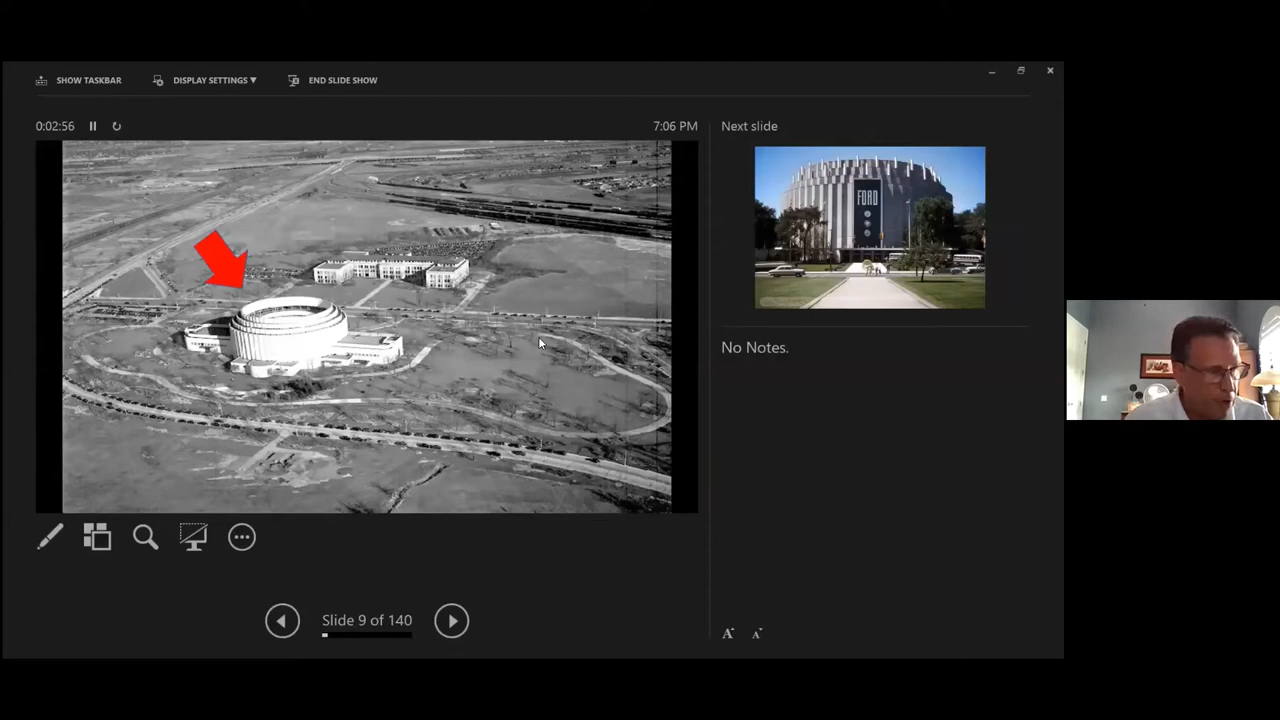 SHOW TASKBAR
DISPLAY SETTINGS ▼
END SLIDE SHOW
0:02:56
7:06 PM
Next slide
FORD
No Notes.
Slide 9 of 140
A
A